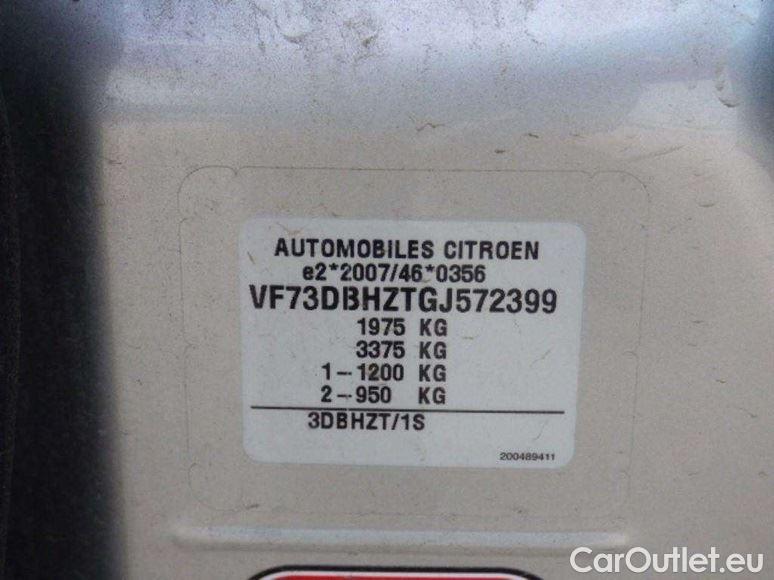 AUTOMOBILES CITROEN
e2*2007/46*0356
VF73DBHZTGJ572399
1975 KG
3375 KG
1-1200 KG
2-950 KG
3DBHZT/1S
200489411
CarOutlet.eu